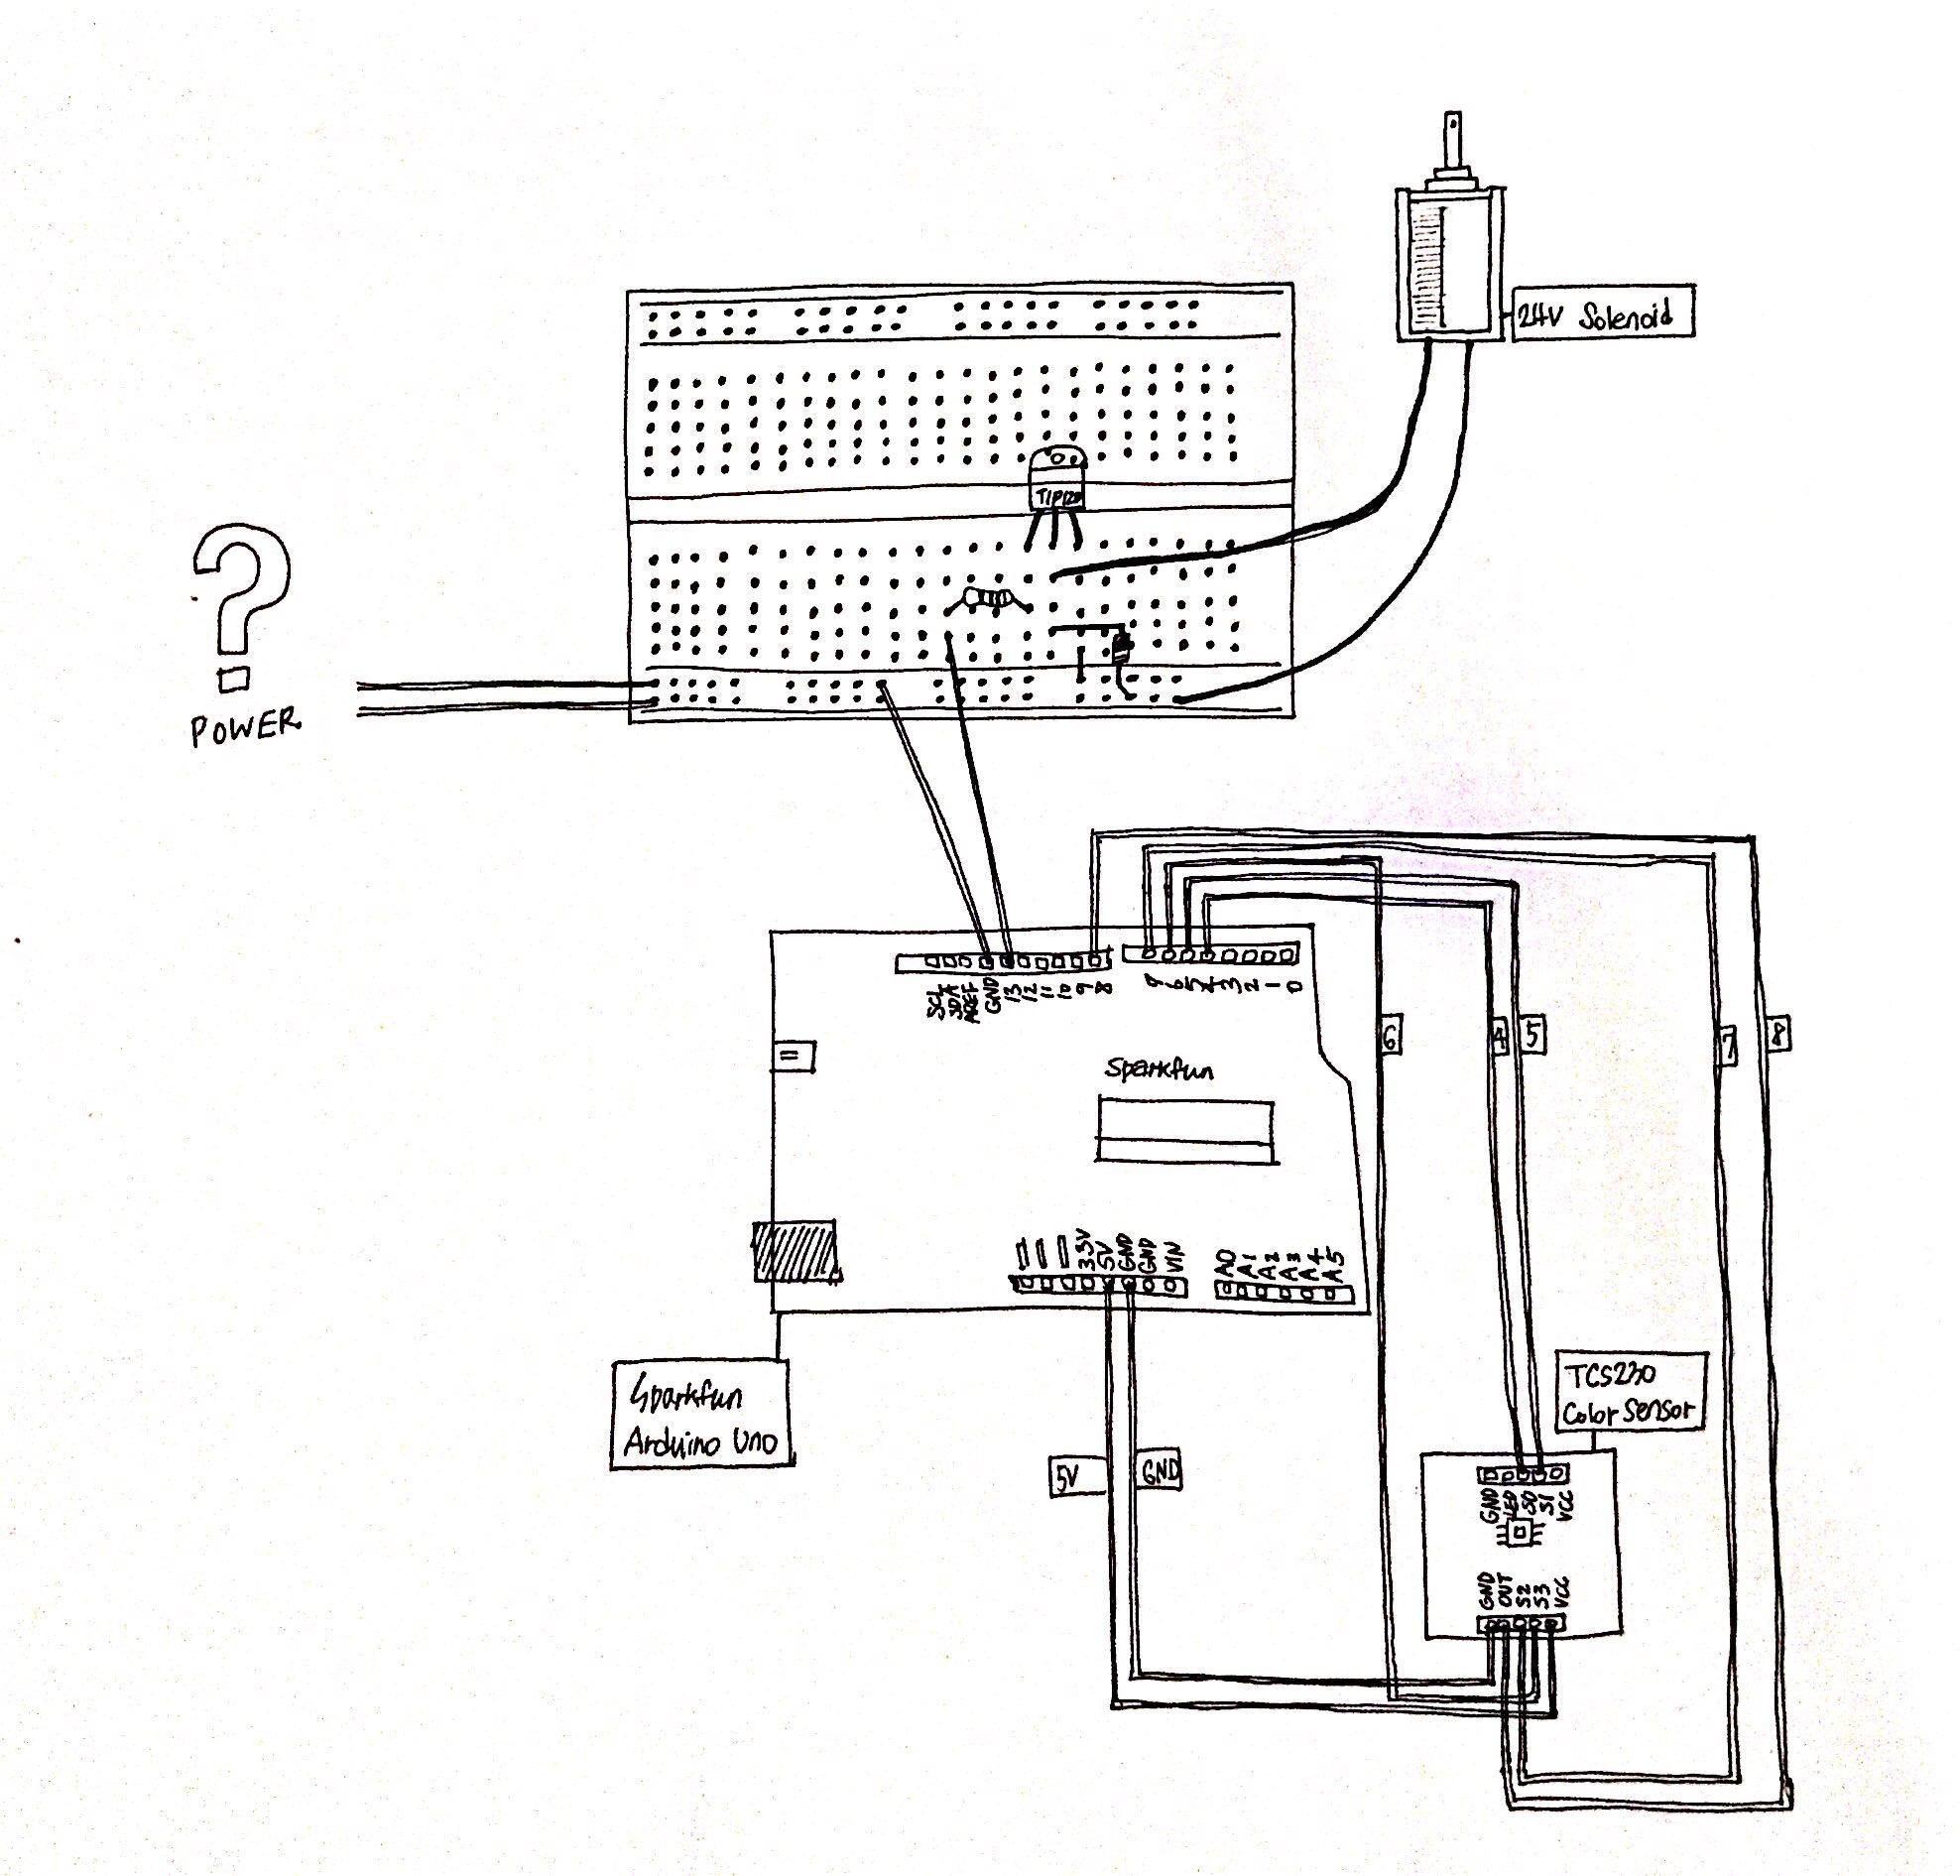 24V Solenoid
TIP120
?
POWER
SCL
SDA
AREF
GND
13
12
11
10
9
8
6
5
4
3
2
1
0
6
4
5
7
8
Sparkfun
3.3V
5V
GND
GND
VIN
A0
A1
A2
A3
A4
A5
Sparkfun
Arduino Uno
5V
GND
TCS230
Color Sensor
GND
LED
S0
S1
VCC
GND
OUT
S2
S3
VCC